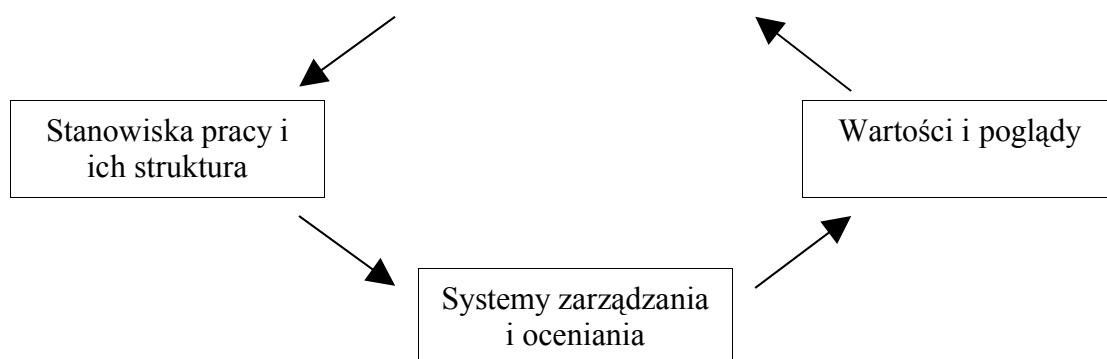 Stanowiska pracy i
ich struktura
Wartości i poglądy
Systemy zarządzania
i oceniania